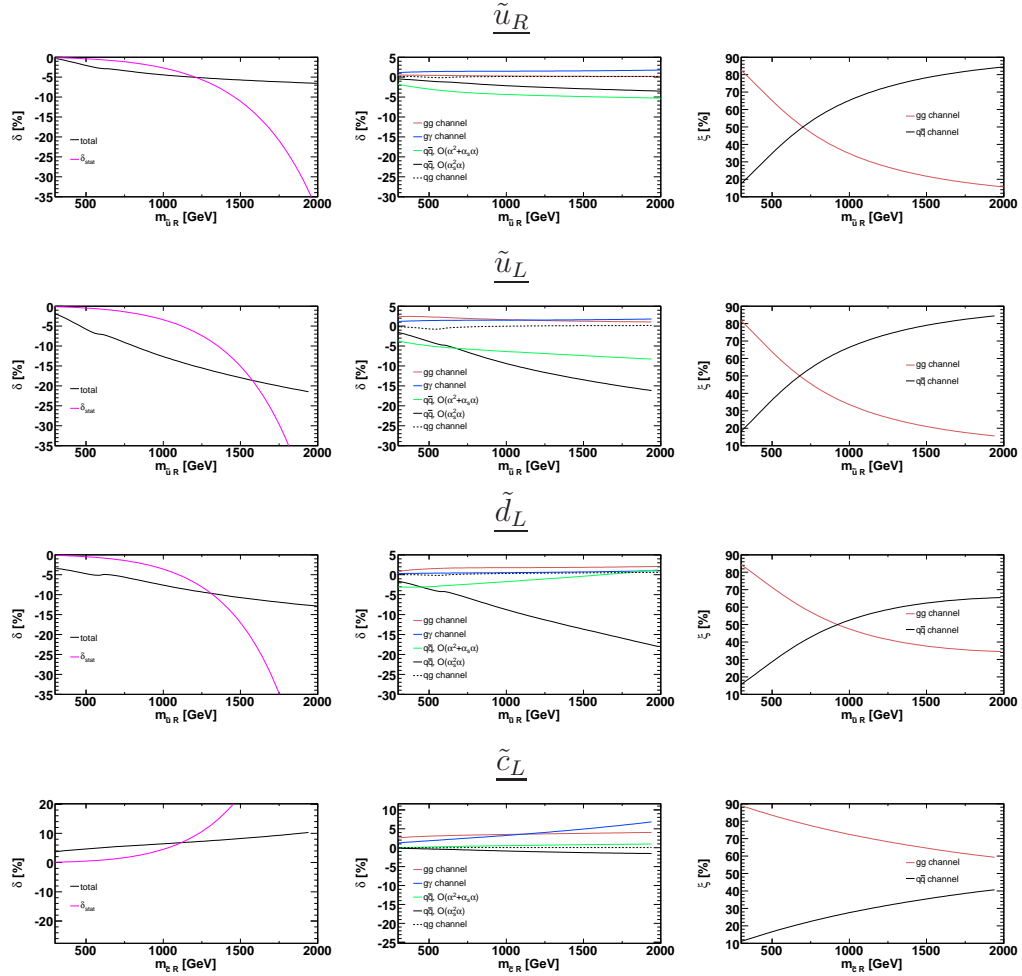 ũ_R
0 -5 -10 -15 -20 -25 -30 -35
δ [%]
total
δ_stat
500 1000 1500 2000
m_ũ R [GeV]
5 0 -5 -10 -15 -20 -25 -30
δ [%]
gg channel
gγ channel
qq̄, O(α²+α_sα)
qq̄, O(α_s²α)
qg channel
500 1000 1500 2000
m_ũ R [GeV]
90 80 70 60 50 40 30 20 10
ξ [%]
gg channel
qq̄ channel
500 1000 1500 2000
m_ũ R [GeV]
ũ_L
0 -5 -10 -15 -20 -25 -30 -35
δ [%]
total
δ_stat
500 1000 1500 2000
m_ũ R [GeV]
5 0 -5 -10 -15 -20 -25 -30
δ [%]
gg channel
gγ channel
qq̄, O(α²+α_sα)
qq̄, O(α_s²α)
qg channel
500 1000 1500 2000
m_ũ R [GeV]
90 80 70 60 50 40 30 20 10
ξ [%]
gg channel
qq̄ channel
500 1000 1500 2000
m_ũ R [GeV]
d̃_L
0 -5 -10 -15 -20 -25 -30 -35
δ [%]
total
δ_stat
500 1000 1500 2000
m_ũ R [GeV]
5 0 -5 -10 -15 -20 -25 -30
δ [%]
gg channel
gγ channel
qq̄, O(α²+α_sα)
qq̄, O(α_s²α)
qg channel
500 1000 1500 2000
m_ũ R [GeV]
90 80 70 60 50 40 30 20 10
ξ [%]
gg channel
qq̄ channel
500 1000 1500 2000
m_ũ R [GeV]
c̃_L
20 10 0 -10 -20
δ [%]
total
δ_stat
500 1000 1500 2000
m_c̃ R [GeV]
10 5 0 -5 -10 -15 -20 -25
δ [%]
gg channel
gγ channel
qq̄, O(α²+α_sα)
qq̄, O(α_s²α)
qg channel
500 1000 1500 2000
m_c̃ R [GeV]
90 80 70 60 50 40 30 20 10
ξ [%]
gg channel
qq̄ channel
500 1000 1500 2000
m_c̃ R [GeV]